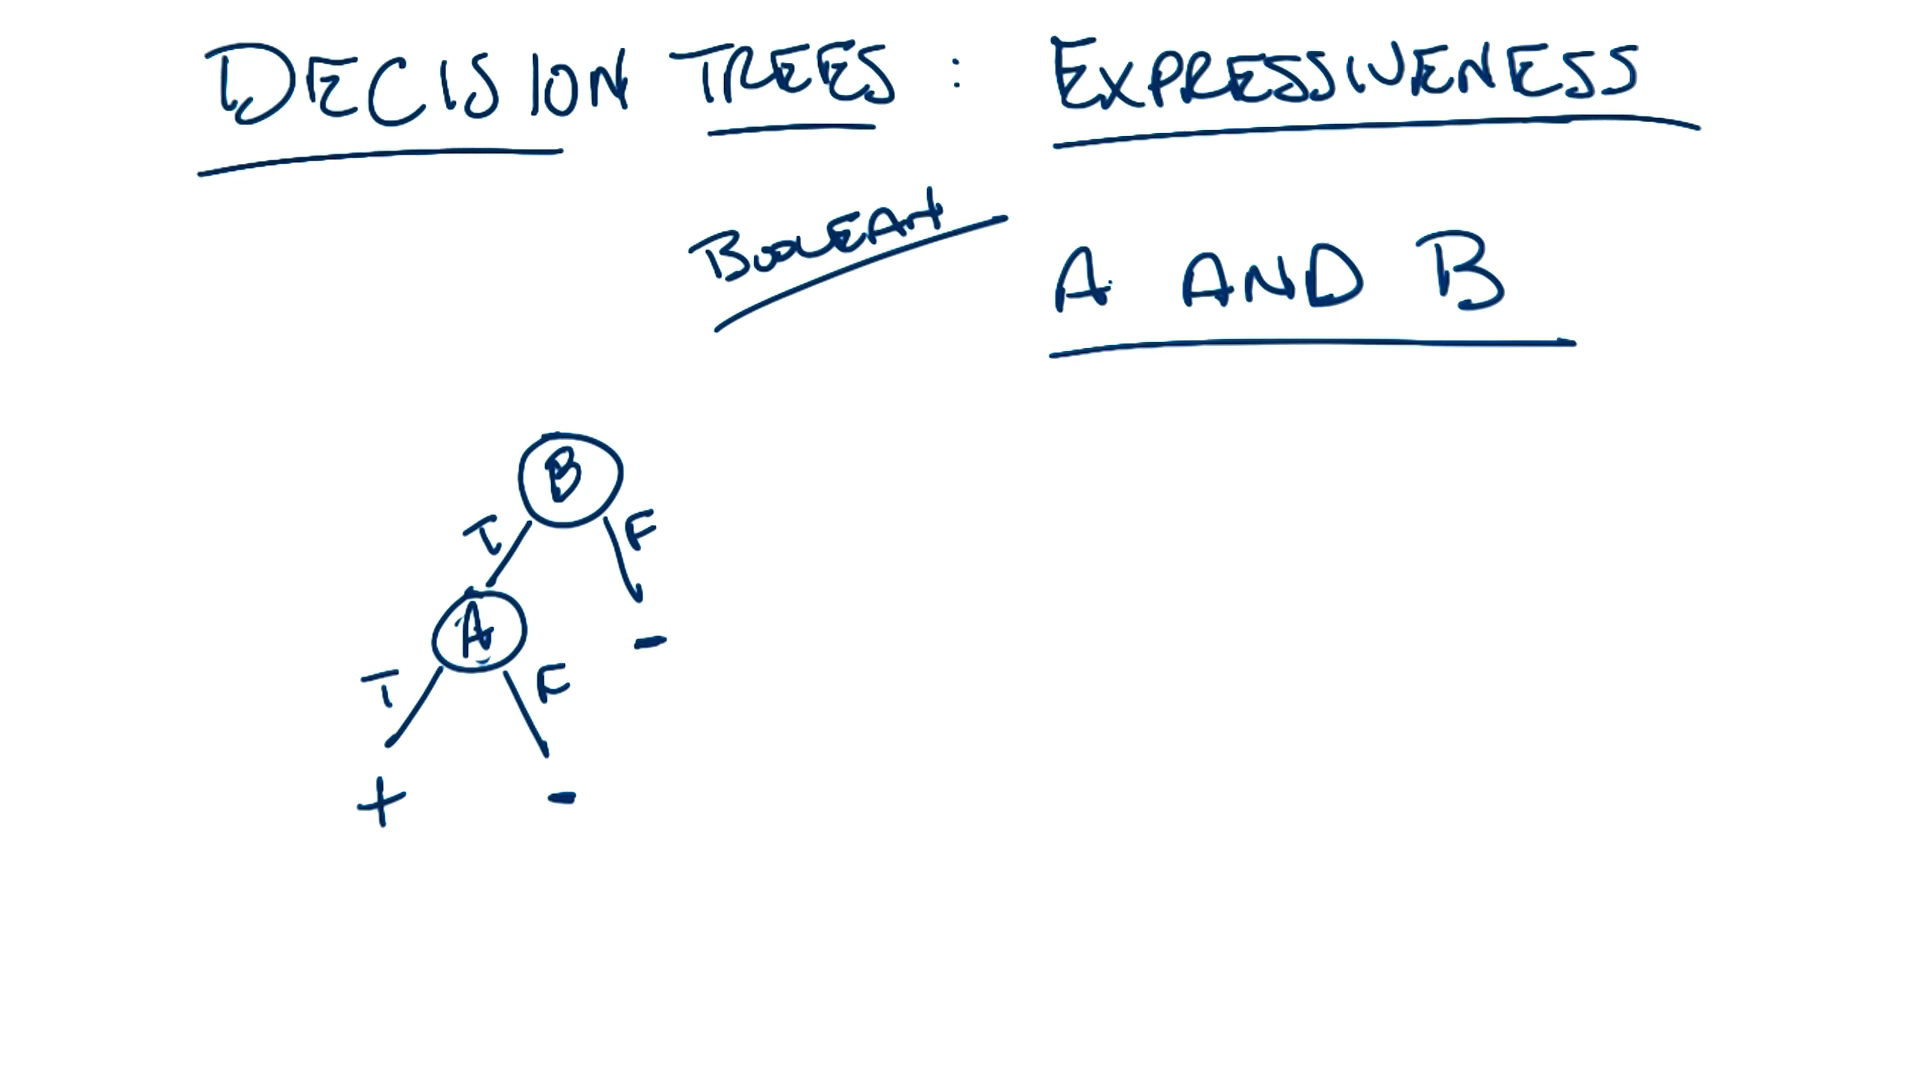 DECISION TREES : EXPRESSIVENESS
BOOLEAN
A AND B
B
T F
A
-
T F
+ -